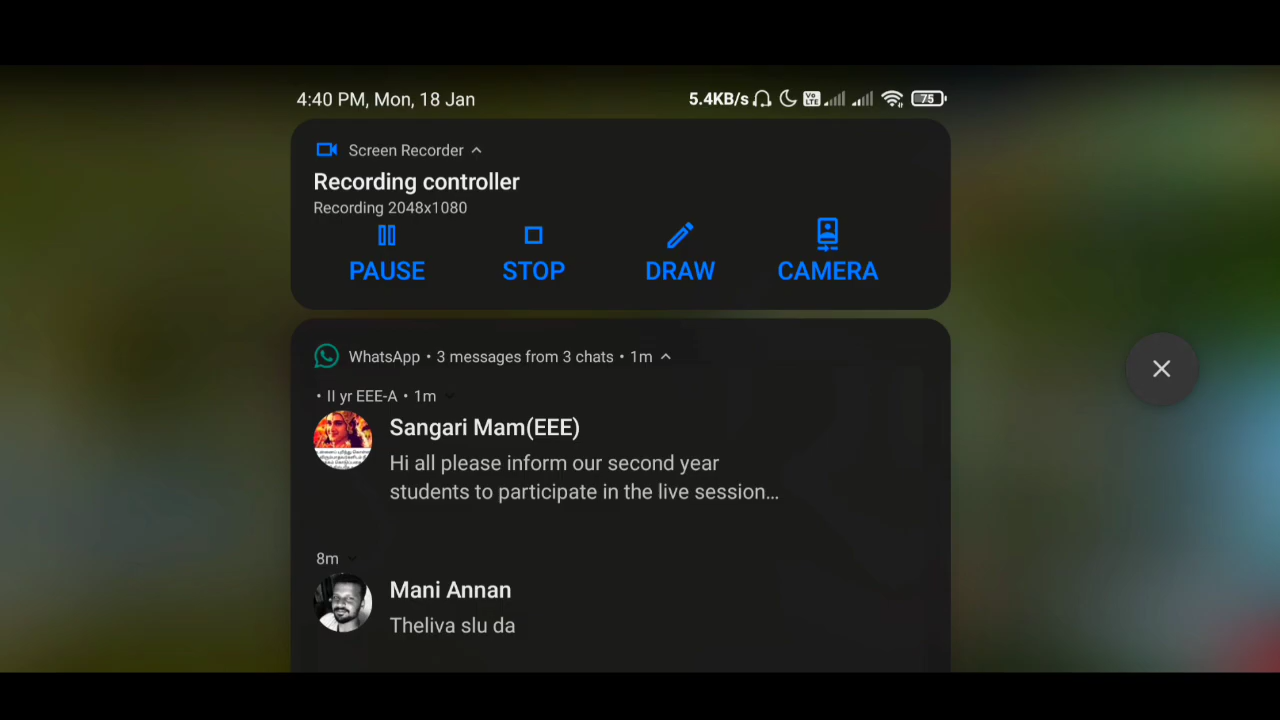 4:40 PM, Mon, 18 Jan
5.4KB/s Vo LTE 75
Screen Recorder
Recording controller
Recording 2048x1080
PAUSE STOP DRAW CAMERA
WhatsApp • 3 messages from 3 chats • 1m
• II yr EEE-A • 1m
Sangari Mam(EEE)
Hi all please inform our second year
students to participate in the live session...
8m
Mani Annan
Theliva slu da